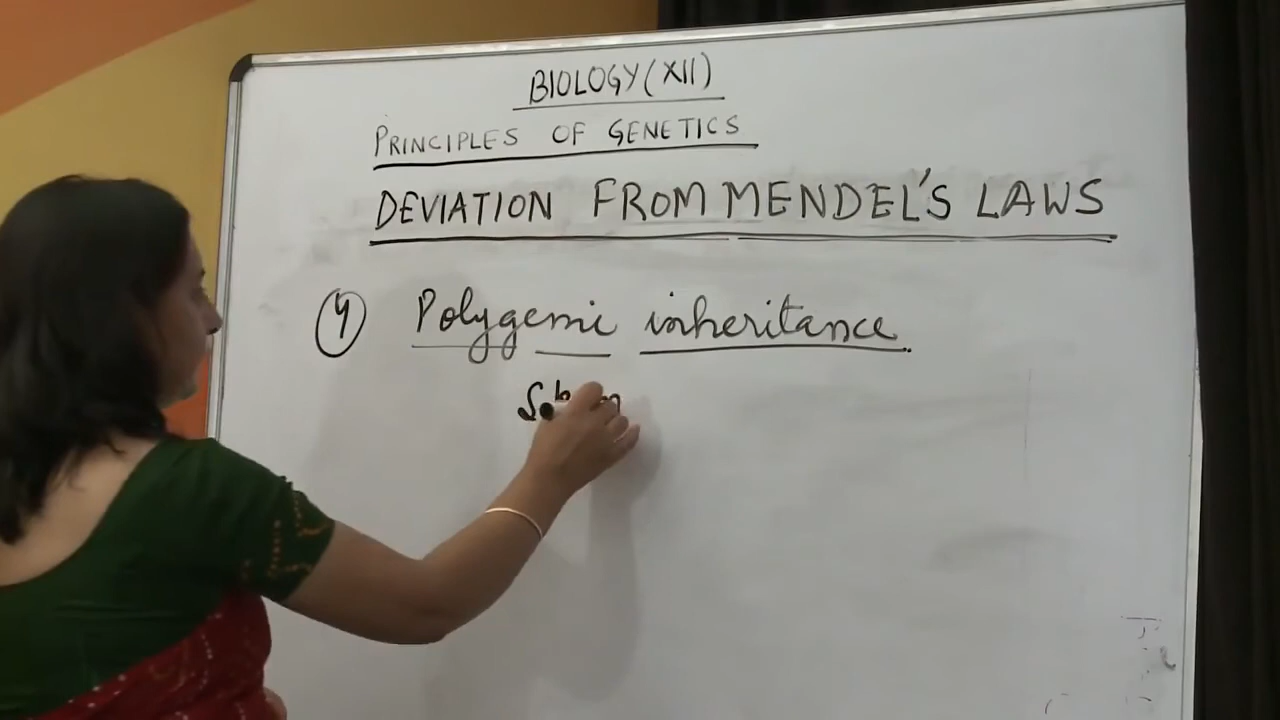 BIOLOGY (XII)
PRINCIPLES OF GENETICS
DEVIATION FROM MENDEL'S LAWS
④ Polygenic inheritance